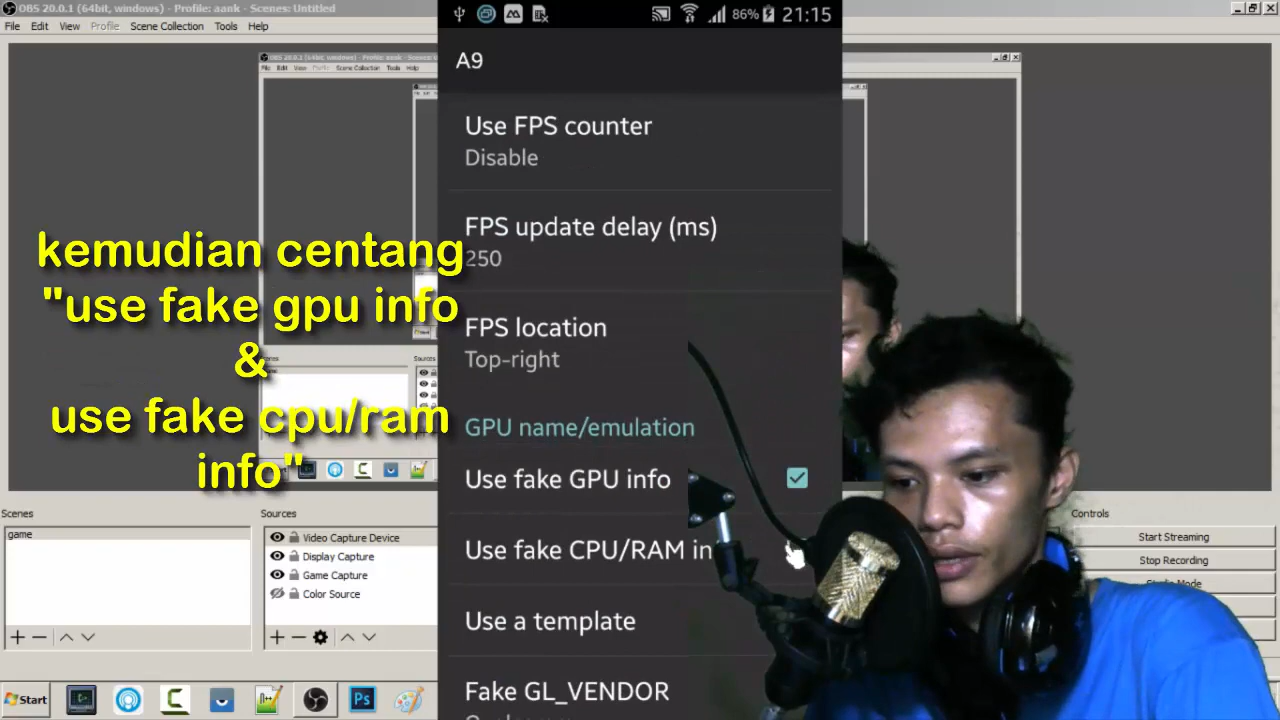 OBS 20.0.1 (64bit, windows) - Profile: aank - Scenes: Untitled
File Edit View Profile Scene Collection Tools Help
86% 21:15
A9
Use FPS counter
Disable
FPS update delay (ms)
250
FPS location
Top-right
GPU name/emulation
Use fake GPU info
Use fake CPU/RAM in
Use a template
Fake GL_VENDOR
kemudian centang
"use fake gpu info
&
use fake cpu/ram
info"
Scenes
game
Sources
Video Capture Device
Display Capture
Game Capture
Color Source
Controls
Start Streaming
Stop Recording
Start
Ps